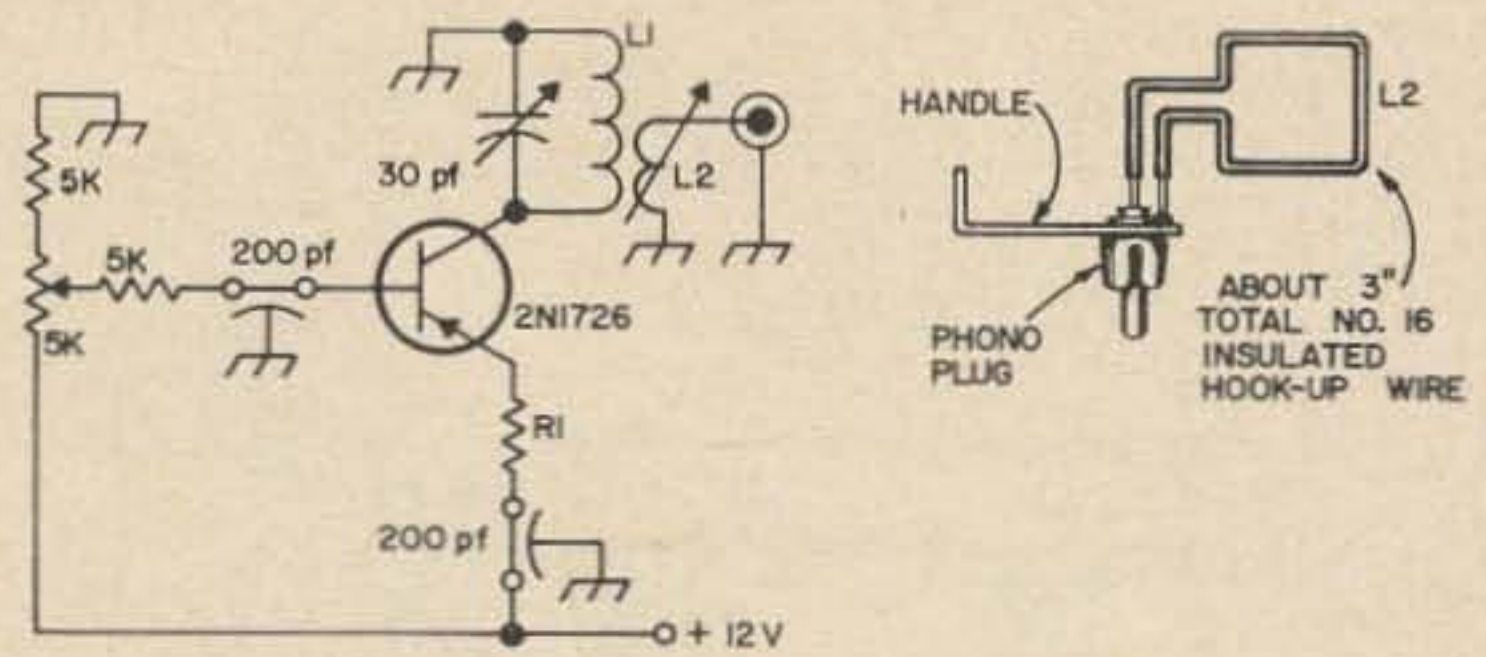 L1
30 pf
L2
5K
5K
200 pf
5K
2N1726
R1
200 pf
+ 12 V
HANDLE
L2
PHONO
PLUG
ABOUT 3"
TOTAL NO. 16
INSULATED
HOOK-UP WIRE